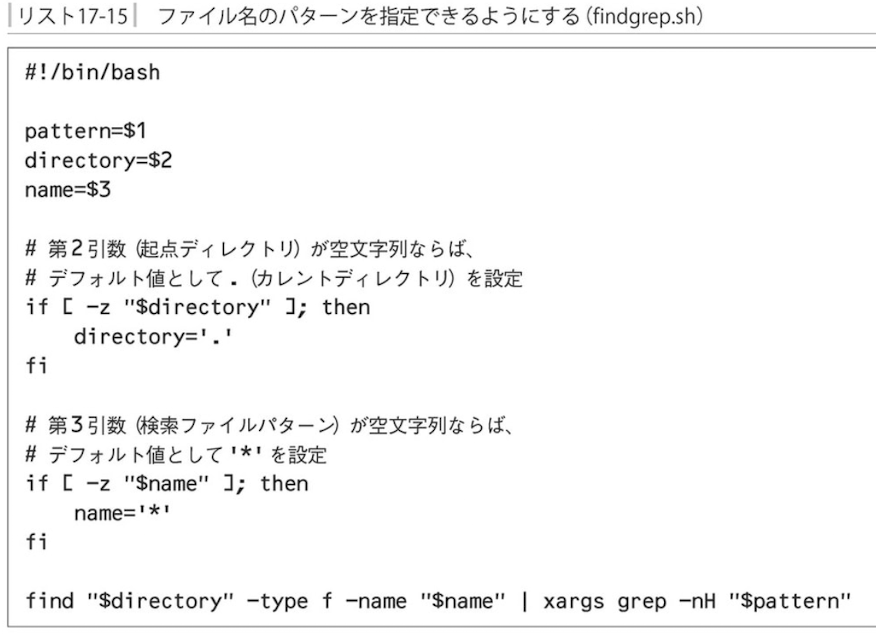 リスト17-15 ファイル名のパターンを指定できるようにする（findgrep.sh）
#!/bin/bash
pattern=$1
directory=$2
name=$3
# 第2引数（起点ディレクトリ）が空文字列ならば、
# デフォルト値として.（カレントディレクトリ）を設定
if [ -z "$directory" ]; then
    directory='.'
fi
# 第3引数（検索ファイルパターン）が空文字列ならば、
# デフォルト値として'*'を設定
if [ -z "$name" ]; then
    name='*'
fi
find "$directory" -type f -name "$name" | xargs grep -nH "$pattern"